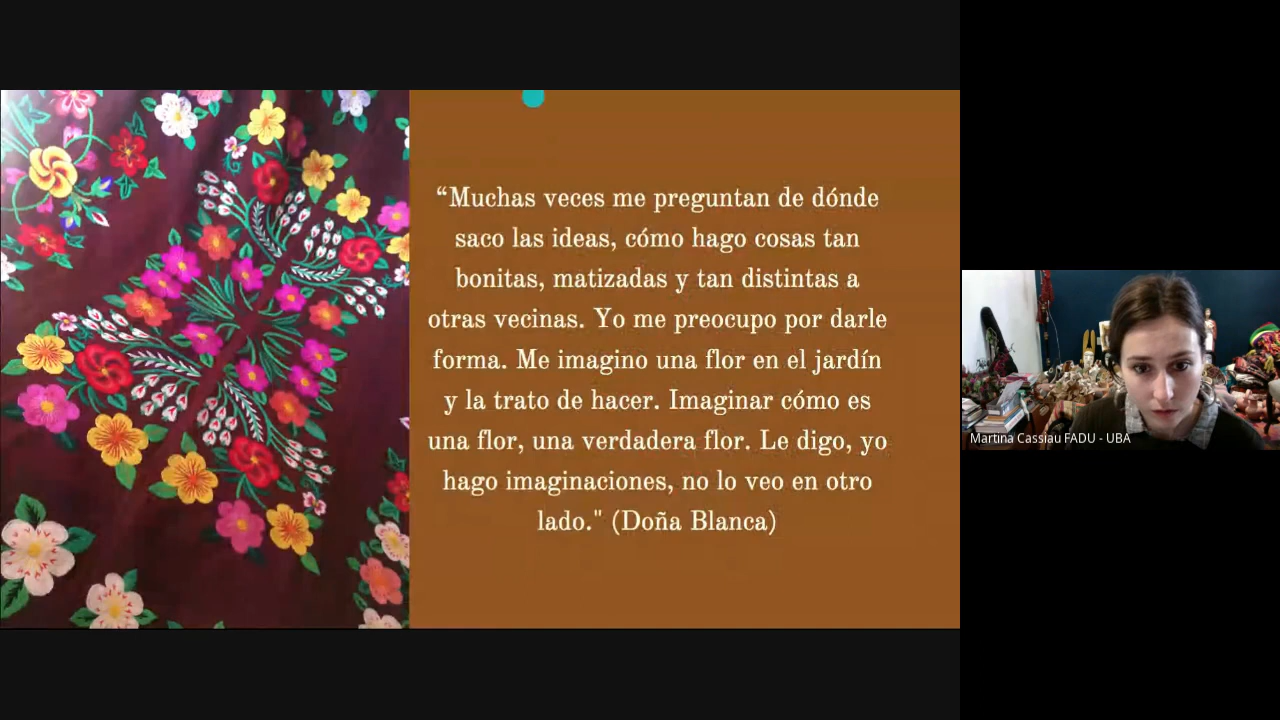 “Muchas veces me preguntan de dónde
saco las ideas, cómo hago cosas tan
bonitas, matizadas y tan distintas a
otras vecinas. Yo me preocupo por darle
forma. Me imagino una flor en el jardín
y la trato de hacer. Imaginar cómo es
una flor, una verdadera flor. Le digo, yo
hago imaginaciones, no lo veo en otro
lado." (Doña Blanca)
Martina Cassiau FADU - UBA